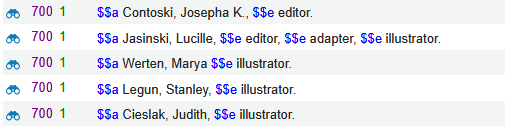 700 1 $$a Contoski, Josepha K., $$e editor.
700 1 $$a Jasinski, Lucille, $$e editor, $$e adapter, $$e illustrator.
700 1 $$a Werten, Marya $$e illustrator.
700 1 $$a Legun, Stanley, $$e illustrator.
700 1 $$a Cieslak, Judith, $$e illustrator.